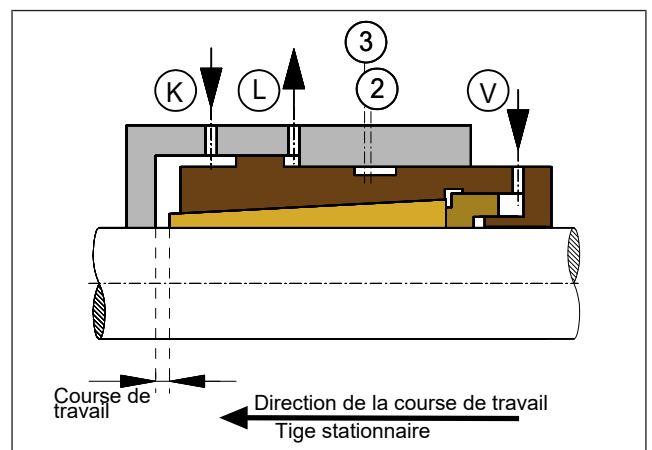 3
K L 2 V
Course de
travail
Direction de la course de travail
Tige stationnaire